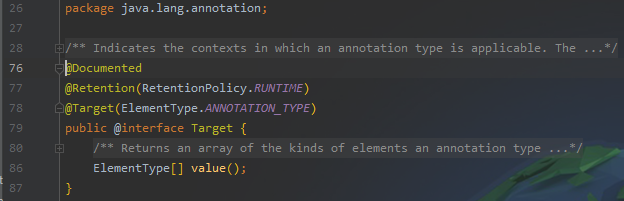 26 package java.lang.annotation;
27
28 /** Indicates the contexts in which an annotation type is applicable. The ...*/
76 @Documented
77 @Retention(RetentionPolicy.RUNTIME)
78 @Target(ElementType.ANNOTATION_TYPE)
79 public @interface Target {
80 /** Returns an array of the kinds of elements an annotation type ...*/
86 ElementType[] value();
87 }